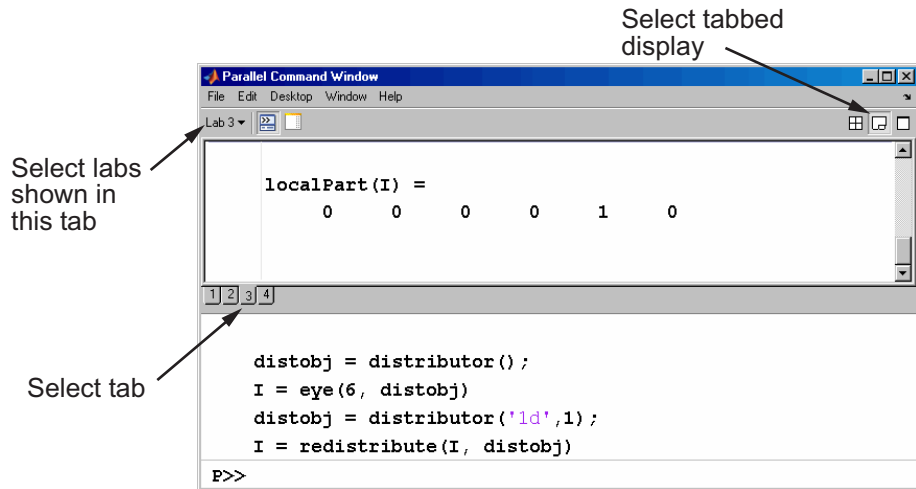 Select tabbed
display
Parallel Command Window
File Edit Desktop Window Help
Lab 3
Select labs
shown in
this tab
localPart(I) =
0 0 0 0 1 0
1 2 3 4
Select tab
distobj = distributor();
I = eye(6, distobj)
distobj = distributor('1d',1);
I = redistribute(I, distobj)
P>>